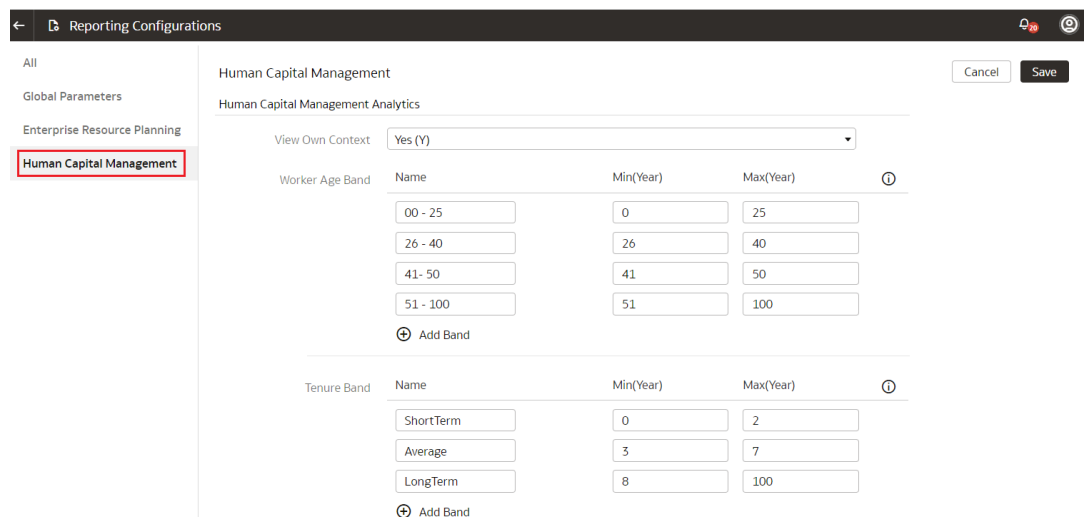 Reporting Configurations
20
All
Global Parameters
Enterprise Resource Planning
Human Capital Management
Human Capital Management
Cancel Save
Human Capital Management Analytics
View Own Context Yes (Y)
Worker Age Band Name Min(Year) Max(Year)
00 - 25 0 25
26 - 40 26 40
41- 50 41 50
51 - 100 51 100
Add Band
Tenure Band Name Min(Year) Max(Year)
ShortTerm 0 2
Average 3 7
LongTerm 8 100
Add Band